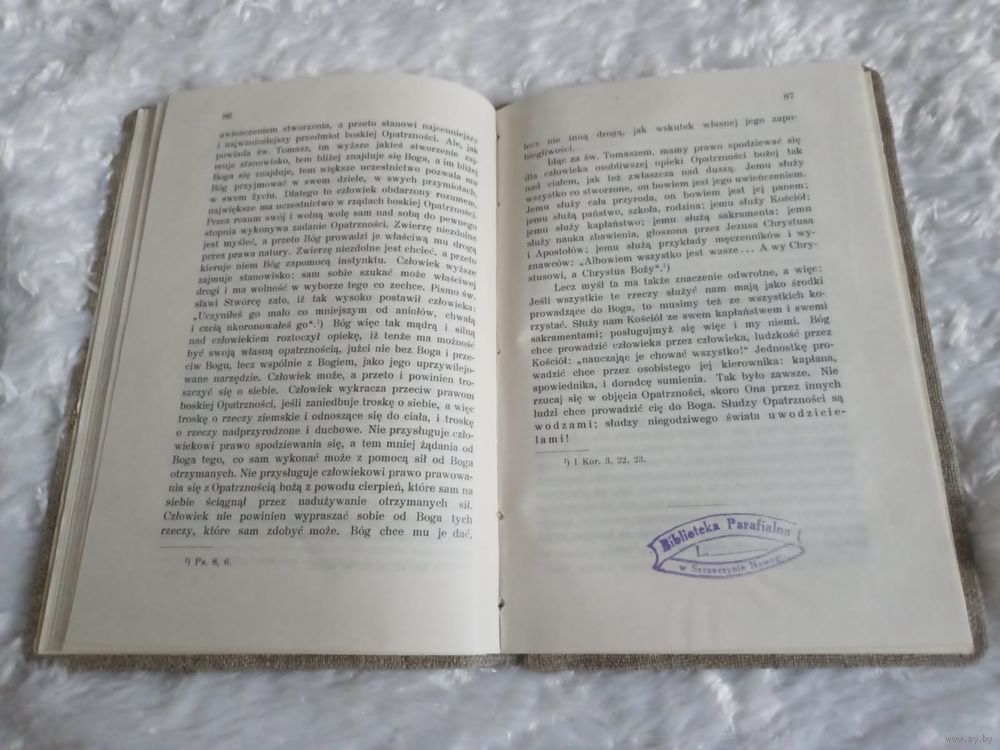 86
uwieńczeniem stworzenia, a przeto stanowi najcenniejszy
i najwznioślejszy przedmiot boskiej Opatrzności. Ale, jak
powiada św. Tomasz, im wyższe jakieś stworzenie zaj-
muje stanowisko, tem bliżej znajduje się Boga, a im bliżej
Boga się znajduje, tem większe uczestnictwo pozwala mu
Bóg przyjmować w swem dziele, w swych przymiotach,
w swem życiu. Dlatego to człowiek obdarzony rozumem,
największe ma uczestnictwo w rządach boskiej Opatrzności.
Przez rozum swój i wolną wolę sam nad sobą do pewnego
stopnia wykonywa zadanie Opatrzności. Zwierzę niezdolne
jest myśleć, a przeto Bóg prowadzi je właściwą mu drogą
przez prawa natury. Zwierzę niezdolne jest chcieć, a przeto
kieruje niem Bóg zapomocą instynktu. Człowiek wyższe
zajmuje stanowisko: sam sobie szukać może właściwej
drogi i ma wolność w wyborze tego co zechce. Pismo św.
sławi Stwórcę zato, iż tak wysoko postawił człowieka:
„Uczyniłeś go mało co mniejszym od aniołów, chwałą
i czcią ukoronowałeś go“.¹) Bóg więc tak mądrą i silną
nad człowiekiem roztoczył opiekę, iż tenże ma możność
być swoją własną opatrznością, jużci nie bez Boga i prze-
ciw Bogu, lecz wspólnie z Bogiem, jako jego uprzywilejo-
wane narzędzie. Człowiek może, a przeto i powinien tro-
szczyć się o siebie. Człowiek wykracza przeciw prawom
boskiej Opatrzności, jeśli zaniedbuje troskę o siebie, a więc
troskę o rzeczy ziemskie i odnoszące się do ciała, i troskę
o rzeczy nadprzyrodzone i duchowe. Nie przysługuje czło-
wiekowi prawo spodziewania się, a tem mniej żądania od
Boga tego, co sam wykonać może z pomocą sił od Boga
otrzymanych. Nie przysługuje człowiekowi prawo prawowa-
nia się z Opatrznością bożą z powodu cierpień, które sam na
siebie ściągnął przez nadużywanie otrzymanych sił.
Człowiek nie powinien wypraszać sobie od Boga tych
rzeczy, które sam zdobyć może. Bóg chce mu je dać,
¹) Ps. 8, 6.
87
lecz nie inną drogą, jak wskutek własnej jego zapo-
biegliwości.
Idąc za św. Tomaszem, mamy prawo spodziewać się
dla człowieka osobliwszej opieki Opatrzności bożej tak
nad ciałem, jak też zwłaszcza nad duszą. Jemu służy
wszystko co stworzone, on bowiem jest jego uwieńczeniem.
Jemu służy cała przyroda, on bowiem jest jej panem;
jemu służą państwo, szkoła, rodzina; jemu służy Kościół;
jemu służy kapłaństwo; jemu służą sakramenta; jemu
służy nauka zbawienia, głoszona przez Jezusa Chrystusa
i Apostołów; jemu służą przykłady męczenników i wy-
znawców: „Albowiem wszystko jest wasze... A wy Chry-
stusowi, a Chrystus Boży“.¹)
Lecz myśl ta ma także znaczenie odwrotne, a więc:
Jeśli wszystkie te rzeczy służyć nam mają jako środki
prowadzące do Boga, to musimy też ze wszystkich ko-
rzystać. Służy nam Kościół ze swem kapłaństwem i swemi
sakramentami; posługujmyż się więc i my niemi. Bóg
chce prowadzić człowieka przez człowieka, ludzkość przez
Kościół: „nauczając je chować wszystko!“ Jednostkę pro-
wadzić chce przez osobistego jej kierownika: kapłana,
spowiednika, i doradcę sumienia. Tak było zawsze. Nie
rzucaj się w objęcia Opatrzności, skoro Ona przez innych
ludzi chce prowadzić cię do Boga. Słudzy Opatrzności są
wodzami; słudzy niegodziwego świata uwodzicie-
lami!
¹) 1 Kor. 3, 22, 23.
Biblioteka Parafialna
L.
w Szczuczynie Nowog.
www.ay.by